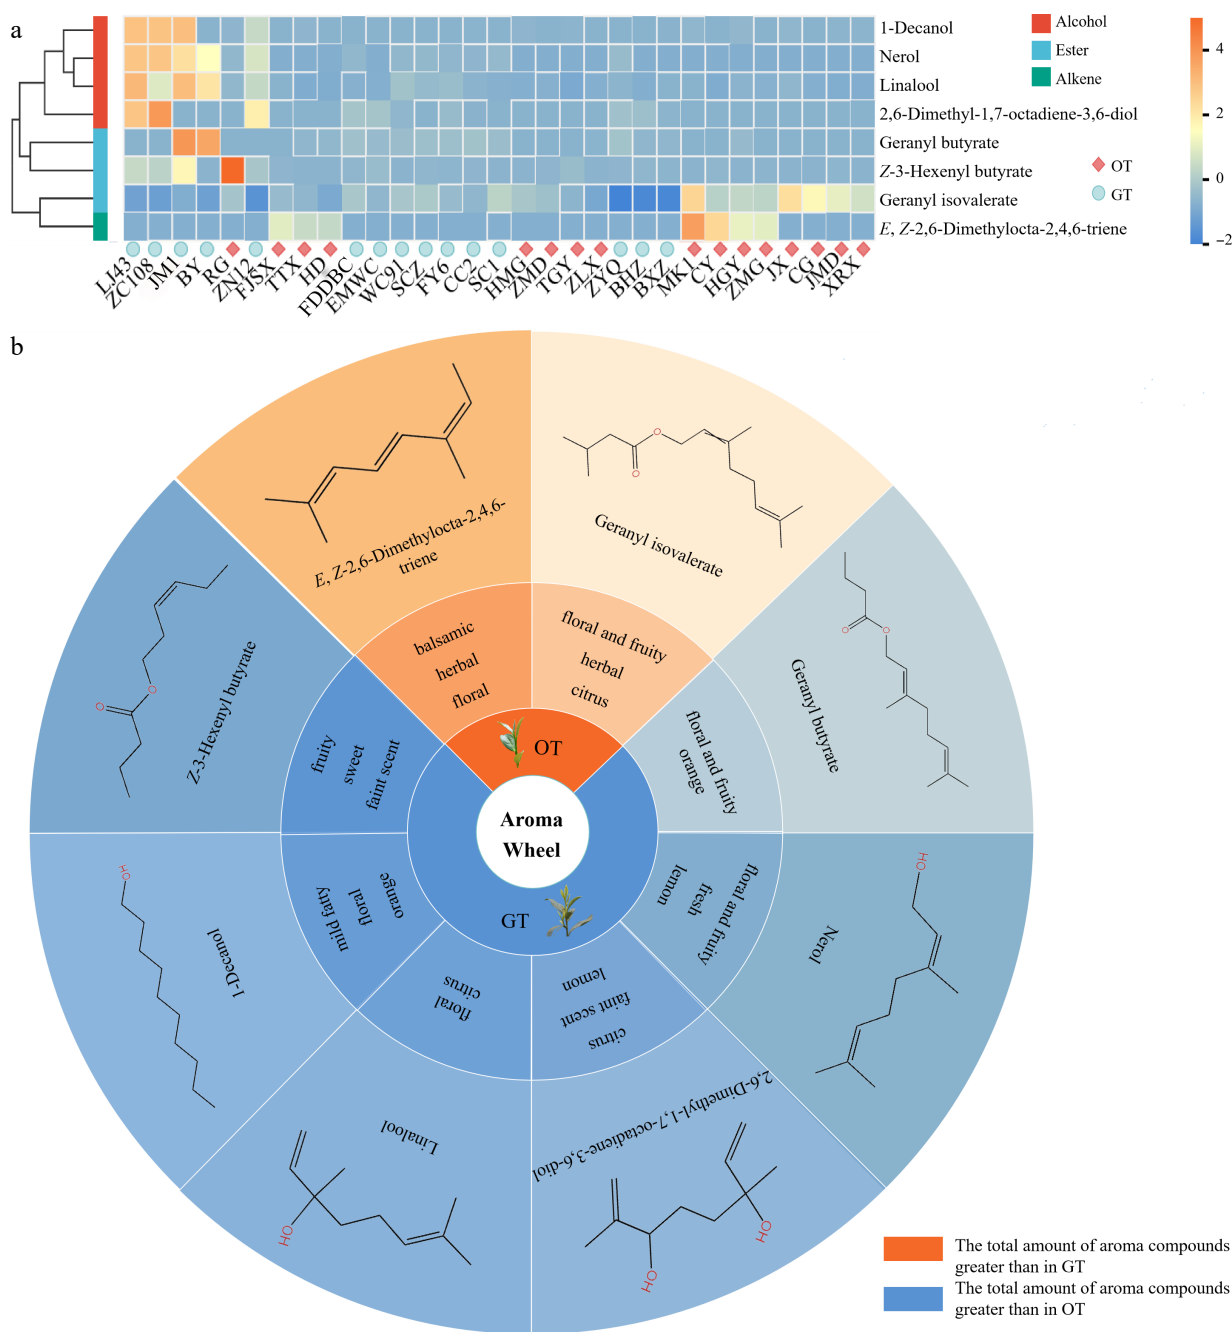 a
1-Decanol
Nerol
Linalool
2,6-Dimethyl-1,7-octadiene-3,6-diol
Geranyl butyrate
Z-3-Hexenyl butyrate
Geranyl isovalerate
E, Z-2,6-Dimethylocta-2,4,6-triene
Alcohol
Ester
Alkene
OT
GT
4
2
0
−2
LJ43
ZC108
JM1
BY
RG
ZN12
FJSX
TTX
HD
FDDBC
EMWC
WC91
SCZ
FY6
CC2
SC1
HMG
ZMD
TGY
ZLX
ZYQ
BHZ
BXZ
MK1
CY
HGY
ZMG
JX
CG
JMD
XRX
b
E, Z-2,6-Dimethylocta-2,4,6-
triene
O
O
Geranyl isovalerate
balsamic
herbal
floral
floral and fruity
herbal
citrus
O
O
Z-3-Hexenyl butyrate
fruity
sweet
faint scent
OT
floral and fruity
orange
O
O
Geranyl butyrate
Aroma
Wheel
GT
HO
1-Decanol
orange
floral
mild fatty
floral and fruity
fresh
lemon
HO
Nerol
citrus
floral
lemon
faint scent
citrus
Linalool
HO
2,6-Dimethyl-1,7-octadiene-3,6-diol
HO
HO
The total amount of aroma compounds
greater than in GT
The total amount of aroma compounds
greater than in OT